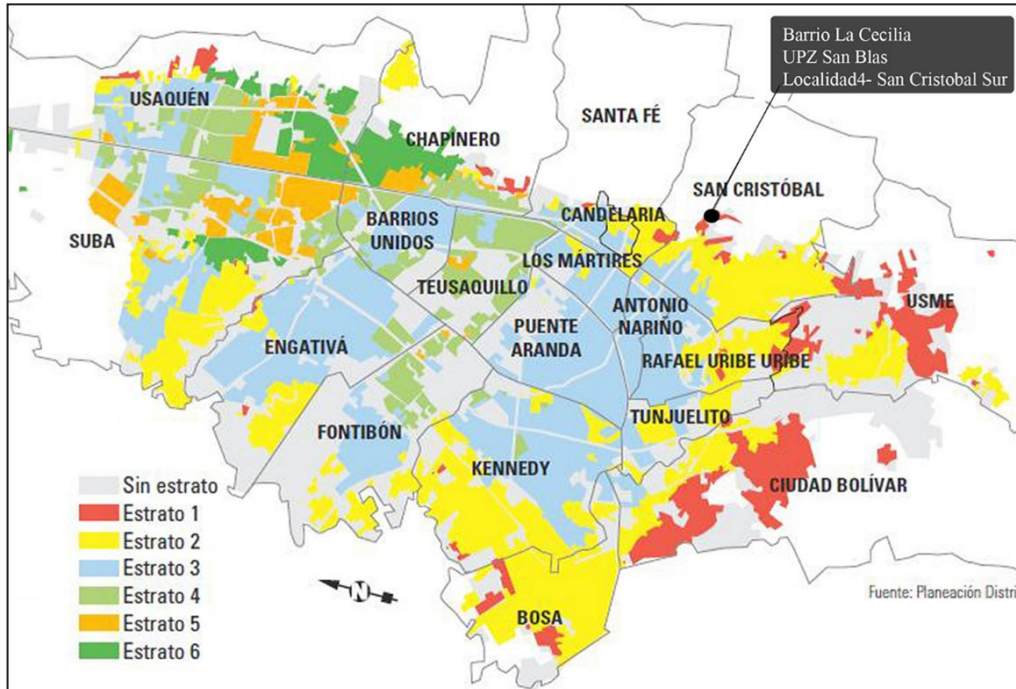 Barrio La Cecilia
UPZ San Blas
Localidad4- San Cristobal Sur
USAQUÉN
CHAPINERO
SANTA FÉ
SAN CRISTÓBAL
CANDELARIA
BARRIOS
UNIDOS
SUBA
LOS MÁRTIRES
TEUSAQUILLO
ANTONIO
NARIÑO
USME
PUENTE
ARANDA
ENGATIVÁ
RAFAEL URIBE URIBE
TUNJUELITO
FONTIBÓN
KENNEDY
CIUDAD BOLÍVAR
Sin estrato
Estrato 1
Estrato 2
Estrato 3
Estrato 4
Estrato 5
Estrato 6
N
BOSA
Fuente: Planeación Distri